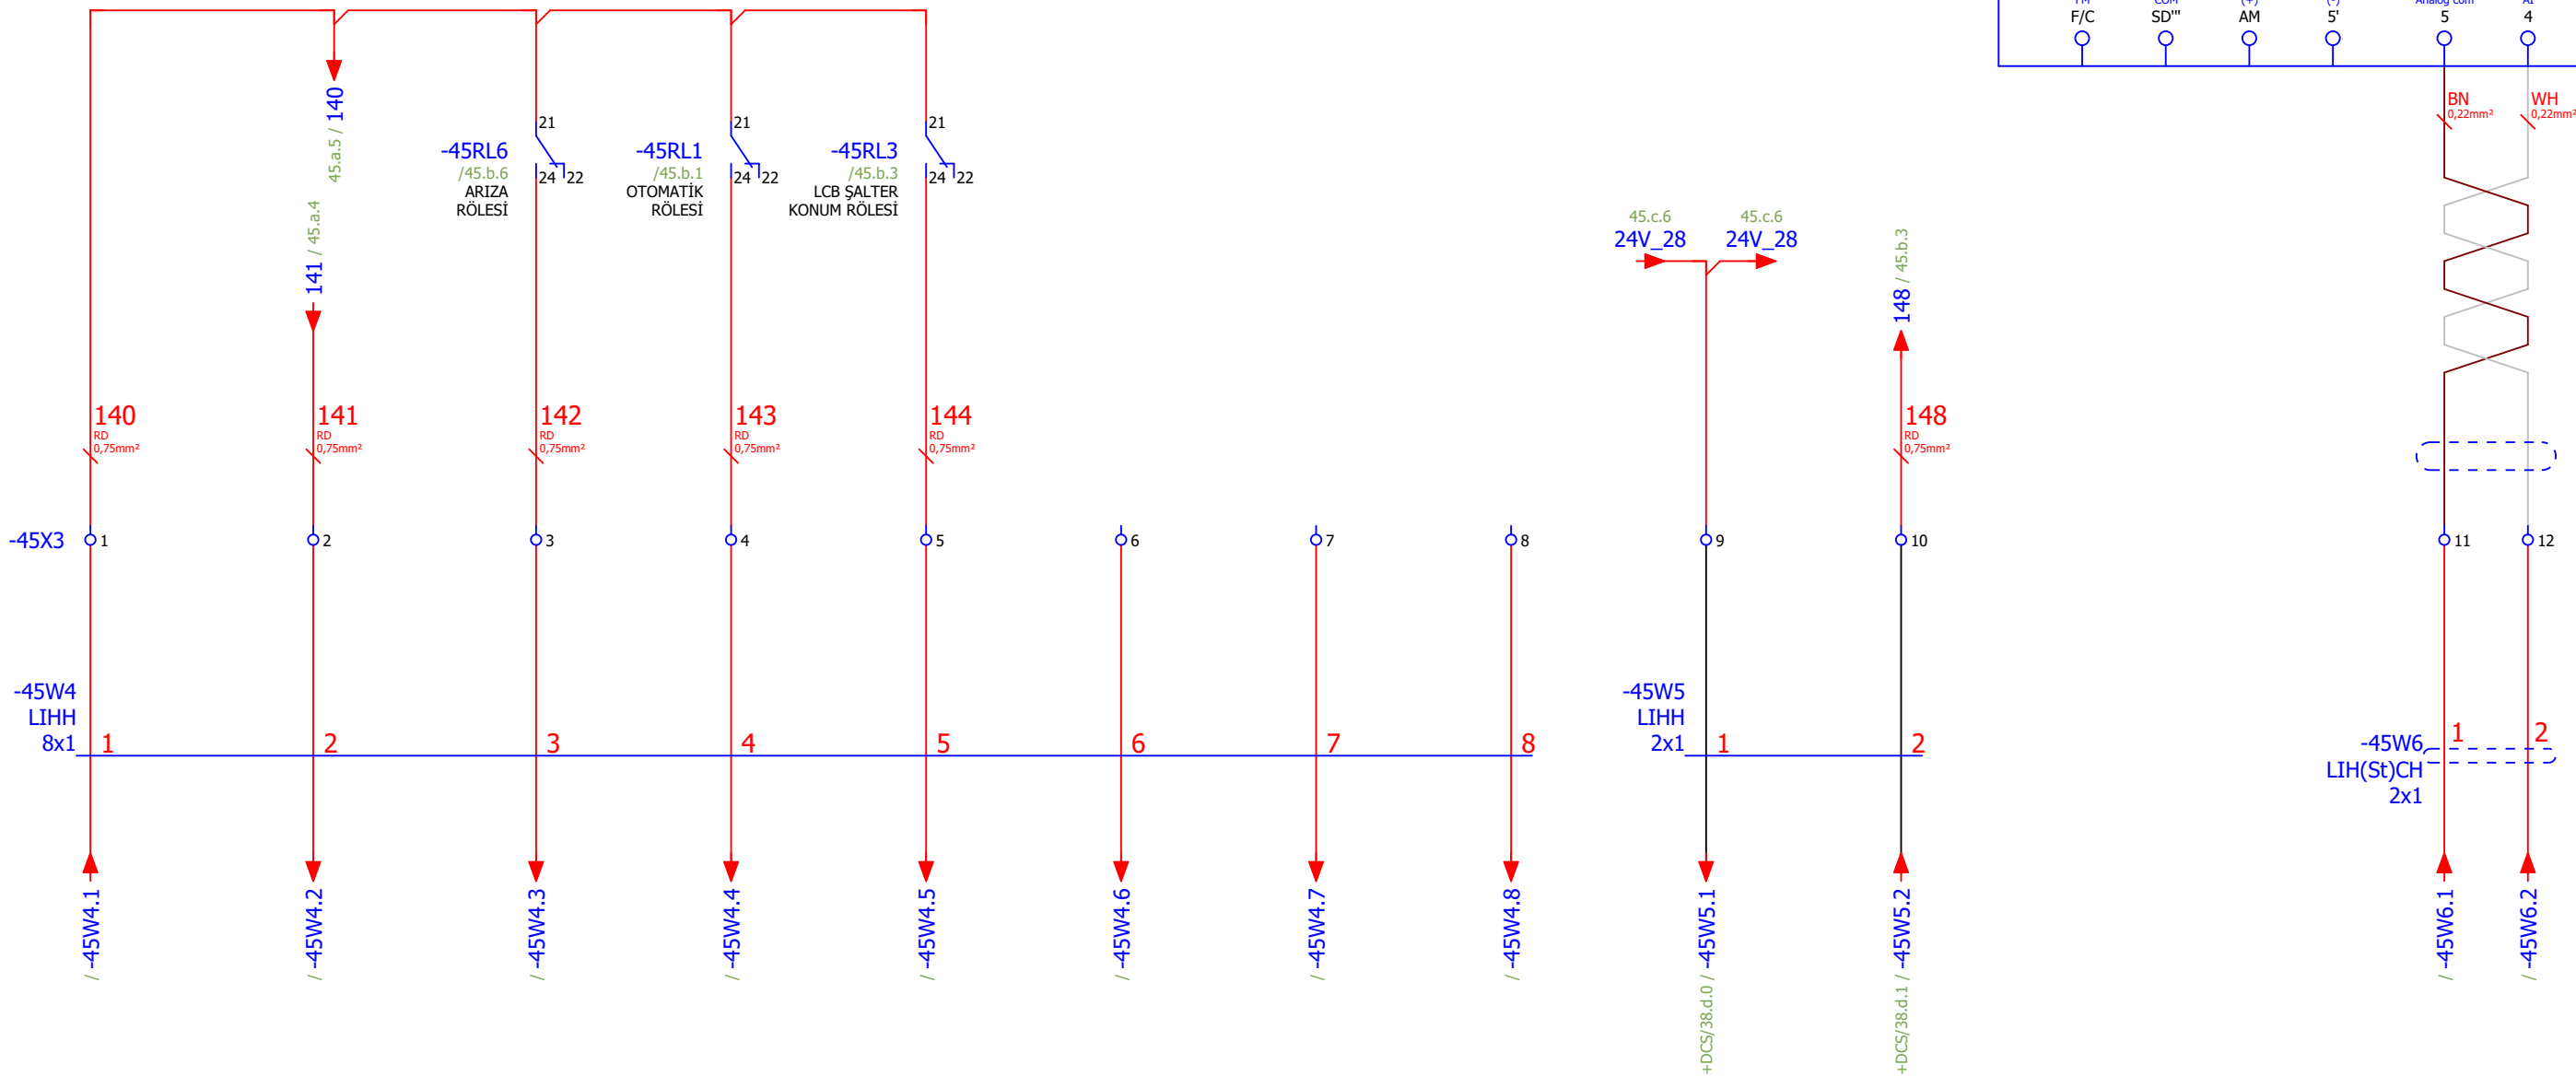 FM
COM
(+)
(-)
Analog com
AI
F/C
SD'''
AM
5'
5
4
BN
0,22mm²
WH
0,22mm²
45.a.5 / 140
141 / 45.a.4
-45RL6
/45.b.6
ARIZA
RÖLESİ
21
24
22
-45RL1
/45.b.1
OTOMATİK
RÖLESİ
21
24
22
-45RL3
/45.b.3
LCB ŞALTER
KONUM RÖLESİ
21
24
22
45.c.6
24V_28
45.c.6
24V_28
148 / 45.b.3
140
RD
0,75mm²
141
RD
0,75mm²
142
RD
0,75mm²
143
RD
0,75mm²
144
RD
0,75mm²
148
RD
0,75mm²
-45X3
1
2
3
4
5
6
7
8
9
10
11
12
-45W4
LIHH
8x1
1
2
3
4
5
6
7
8
-45W5
LIHH
2x1
1
2
-45W6
LIH(St)CH
2x1
1
2
/ -45W4.1
/ -45W4.2
/ -45W4.3
/ -45W4.4
/ -45W4.5
/ -45W4.6
/ -45W4.7
/ -45W4.8
+DCS/38.d.0 / -45W5.1
+DCS/38.d.1 / -45W5.2
/ -45W6.1
/ -45W6.2